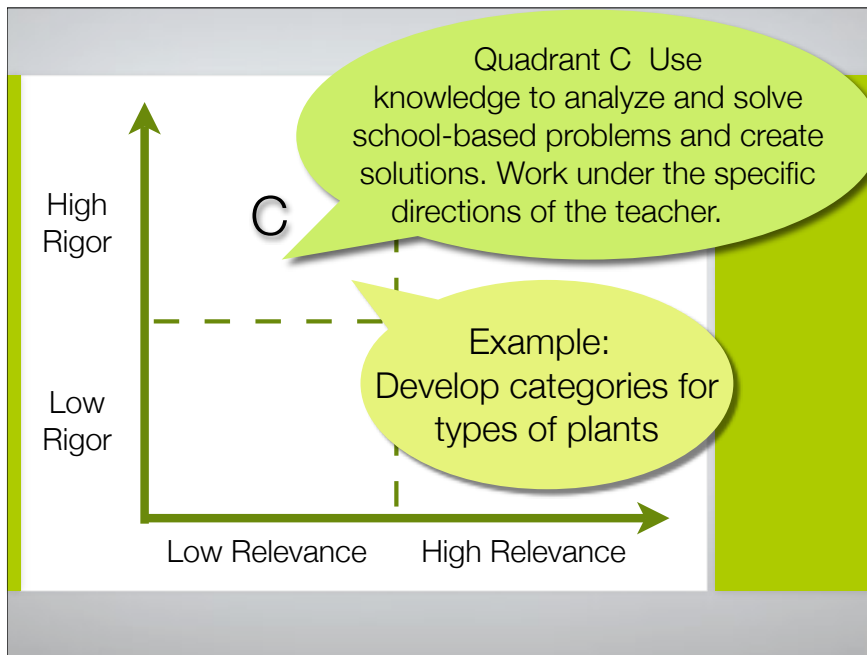 Quadrant C  Use
knowledge to analyze and solve
school-based problems and create
solutions. Work under the specific
directions of the teacher.
High
Rigor
C
Example:
Develop categories for
types of plants
Low
Rigor
Low Relevance
High Relevance